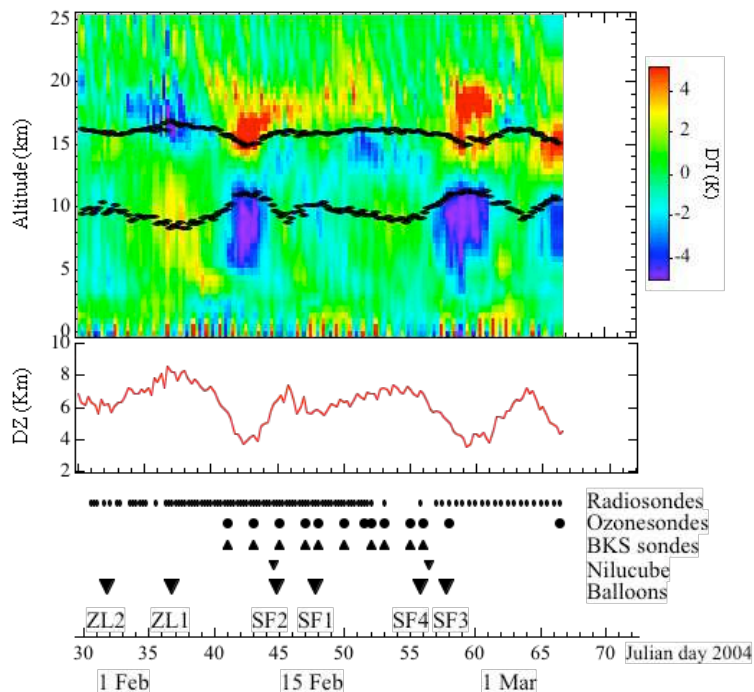 25
20
15
10
5
0
Altitude (km)
4
2
0
-2
-4
DT (K)
10
8
6
4
2
DZ (Km)
Radiosondes
Ozonesondes
BKS sondes
Nilucube
Balloons
ZL2 ZL1 SF2 SF1 SF4 SF3
30 35 40 45 50 55 60 65 70 Julian day 2004
1 Feb 15 Feb 1 Mar